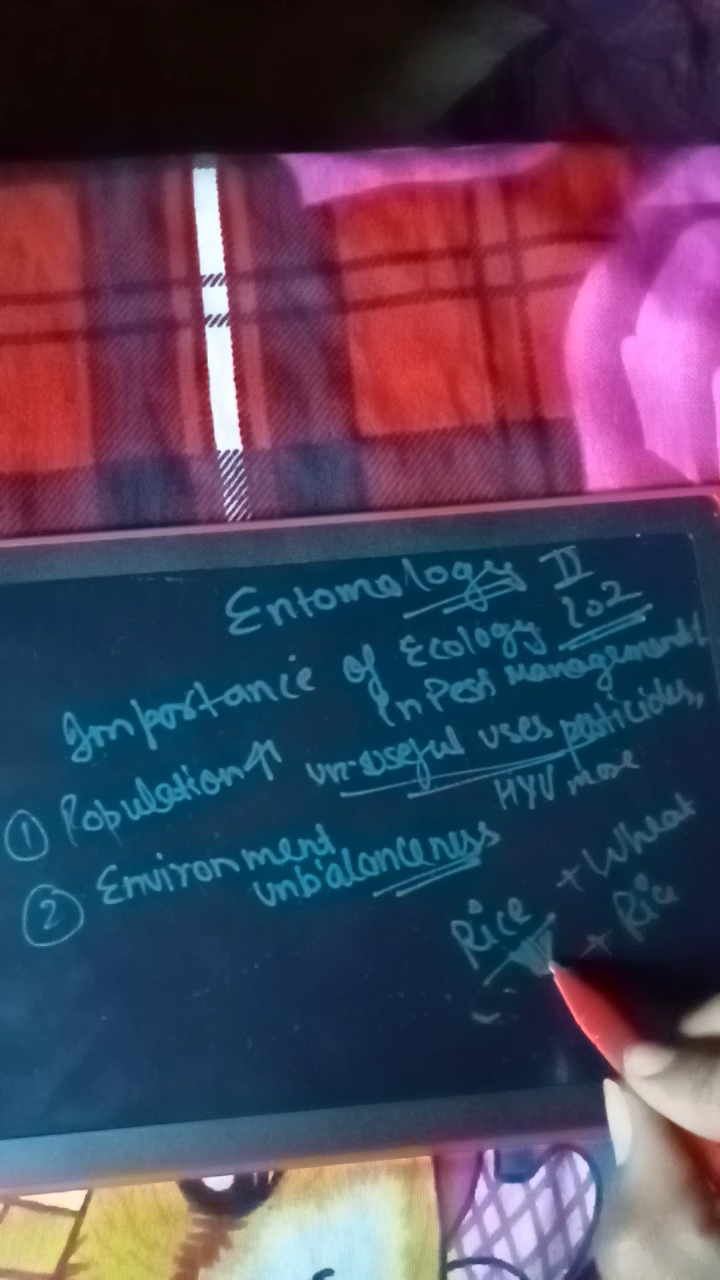 Entomology II
Importance of Ecology 202
in Pest Management
① Population↑ un-useful uses pesticides,
HYV more
② Environment
unbalanceness
Rice + Wheat
+ Rice